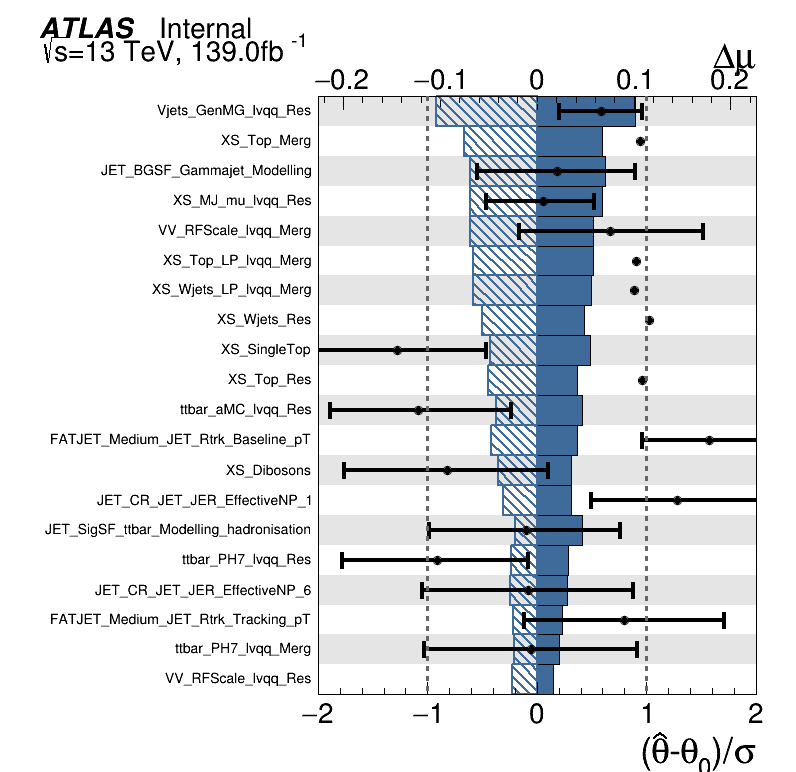 ATLAS Internal
√s=13 TeV, 139.0fb⁻¹
Δμ
−0.2 −0.1 0 0.1 0.2
Vjets_GenMG_lvqq_Res
XS_Top_Merg
JET_BGSF_Gammajet_Modelling
XS_MJ_mu_lvqq_Res
VV_RFScale_lvqq_Merg
XS_Top_LP_lvqq_Merg
XS_Wjets_LP_lvqq_Merg
XS_Wjets_Res
XS_SingleTop
XS_Top_Res
ttbar_aMC_lvqq_Res
FATJET_Medium_JET_Rtrk_Baseline_pT
XS_Dibosons
JET_CR_JET_JER_EffectiveNP_1
JET_SigSF_ttbar_Modelling_hadronisation
ttbar_PH7_lvqq_Res
JET_CR_JET_JER_EffectiveNP_6
FATJET_Medium_JET_Rtrk_Tracking_pT
ttbar_PH7_lvqq_Merg
VV_RFScale_lvqq_Res
−2 −1 0 1 2
(θ̂-θ₀)/σ